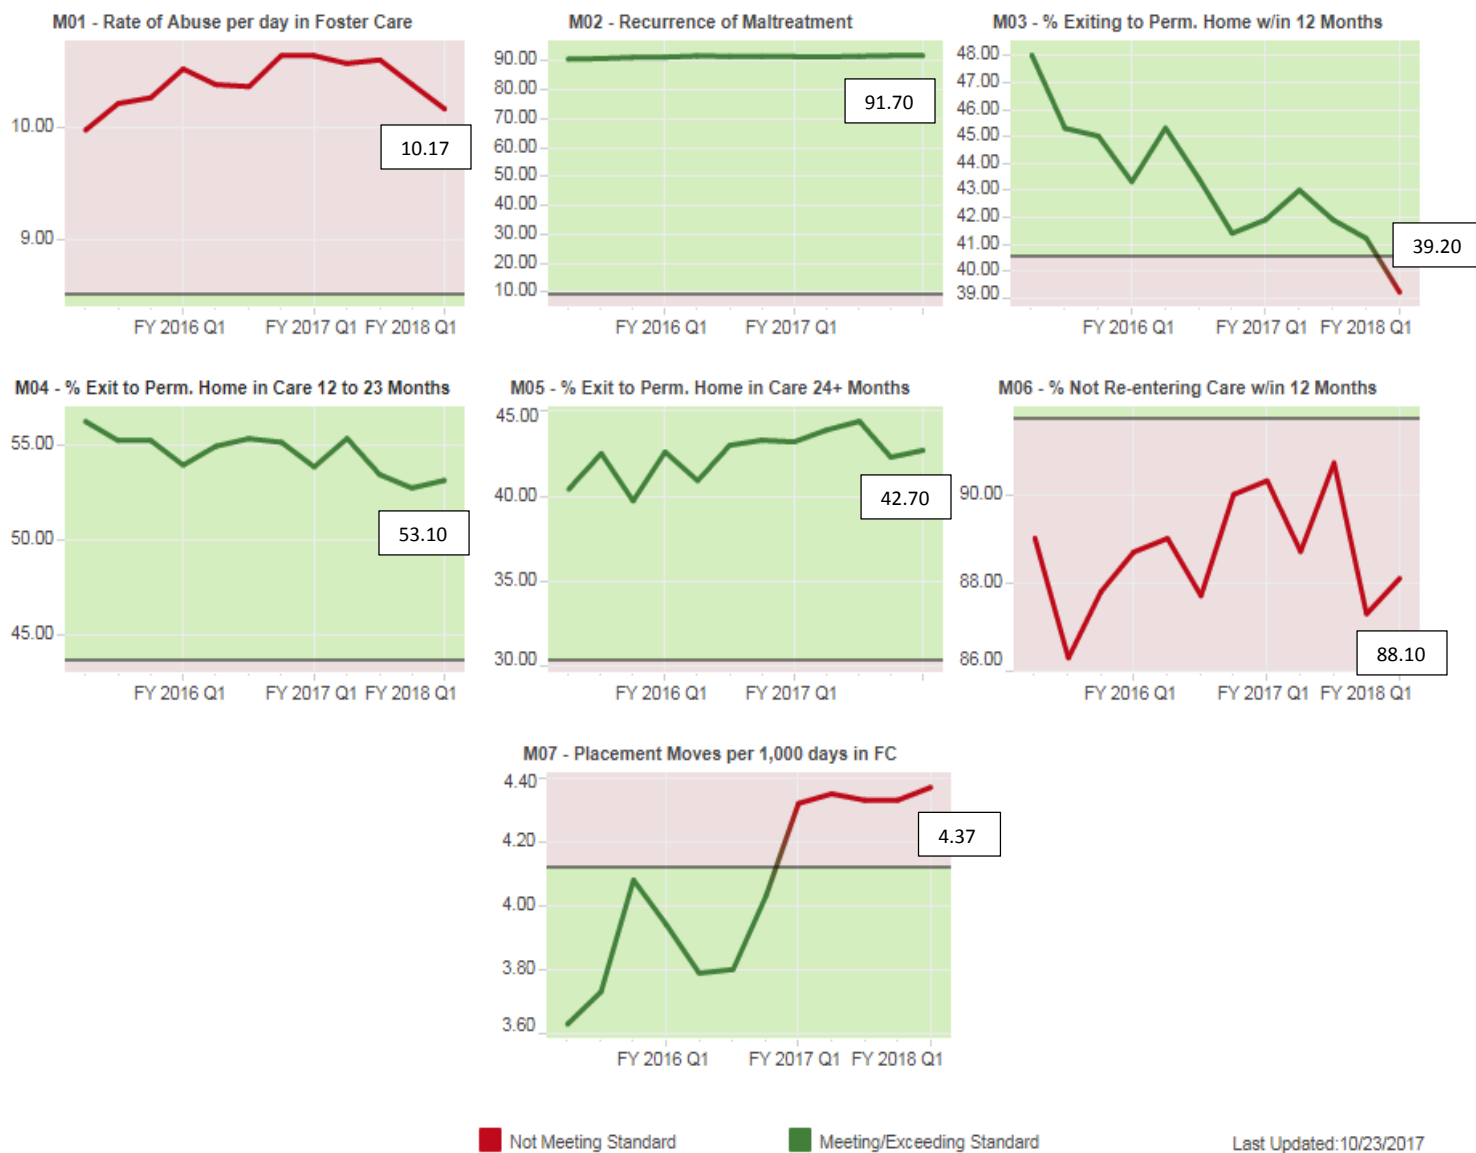 M01 - Rate of Abuse per day in Foster Care
10.00
9.00
10.17
FY 2016 Q1
FY 2017 Q1
FY 2018 Q1
M02 - Recurrence of Maltreatment
90.00
80.00
70.00
60.00
50.00
40.00
30.00
20.00
10.00
91.70
FY 2016 Q1
FY 2017 Q1
M03 - % Exiting to Perm. Home w/in 12 Months
48.00
47.00
46.00
45.00
44.00
43.00
42.00
41.00
40.00
39.00
39.20
FY 2016 Q1
FY 2017 Q1
FY 2018 Q1
M04 - % Exit to Perm. Home in Care 12 to 23 Months
55.00
50.00
45.00
53.10
FY 2016 Q1
FY 2017 Q1
FY 2018 Q1
M05 - % Exit to Perm. Home in Care 24+ Months
45.00
40.00
35.00
30.00
42.70
FY 2016 Q1
FY 2017 Q1
M06 - % Not Re-entering Care w/in 12 Months
90.00
88.00
86.00
88.10
FY 2016 Q1
FY 2017 Q1
FY 2018 Q1
M07 - Placement Moves per 1,000 days in FC
4.40
4.20
4.00
3.80
3.60
4.37
FY 2016 Q1
FY 2017 Q1
FY 2018 Q1
Not Meeting Standard
Meeting/Exceeding Standard
Last Updated:10/23/2017